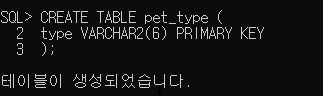 SQL> CREATE TABLE pet_type (
  2  type VARCHAR2(6) PRIMARY KEY
  3  );
테이블이 생성되었습니다.